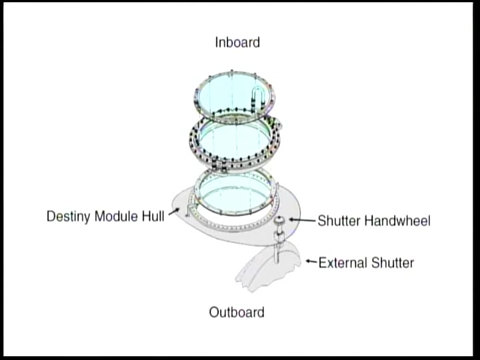 Inboard
Destiny Module Hull
Shutter Handwheel
External Shutter
Outboard